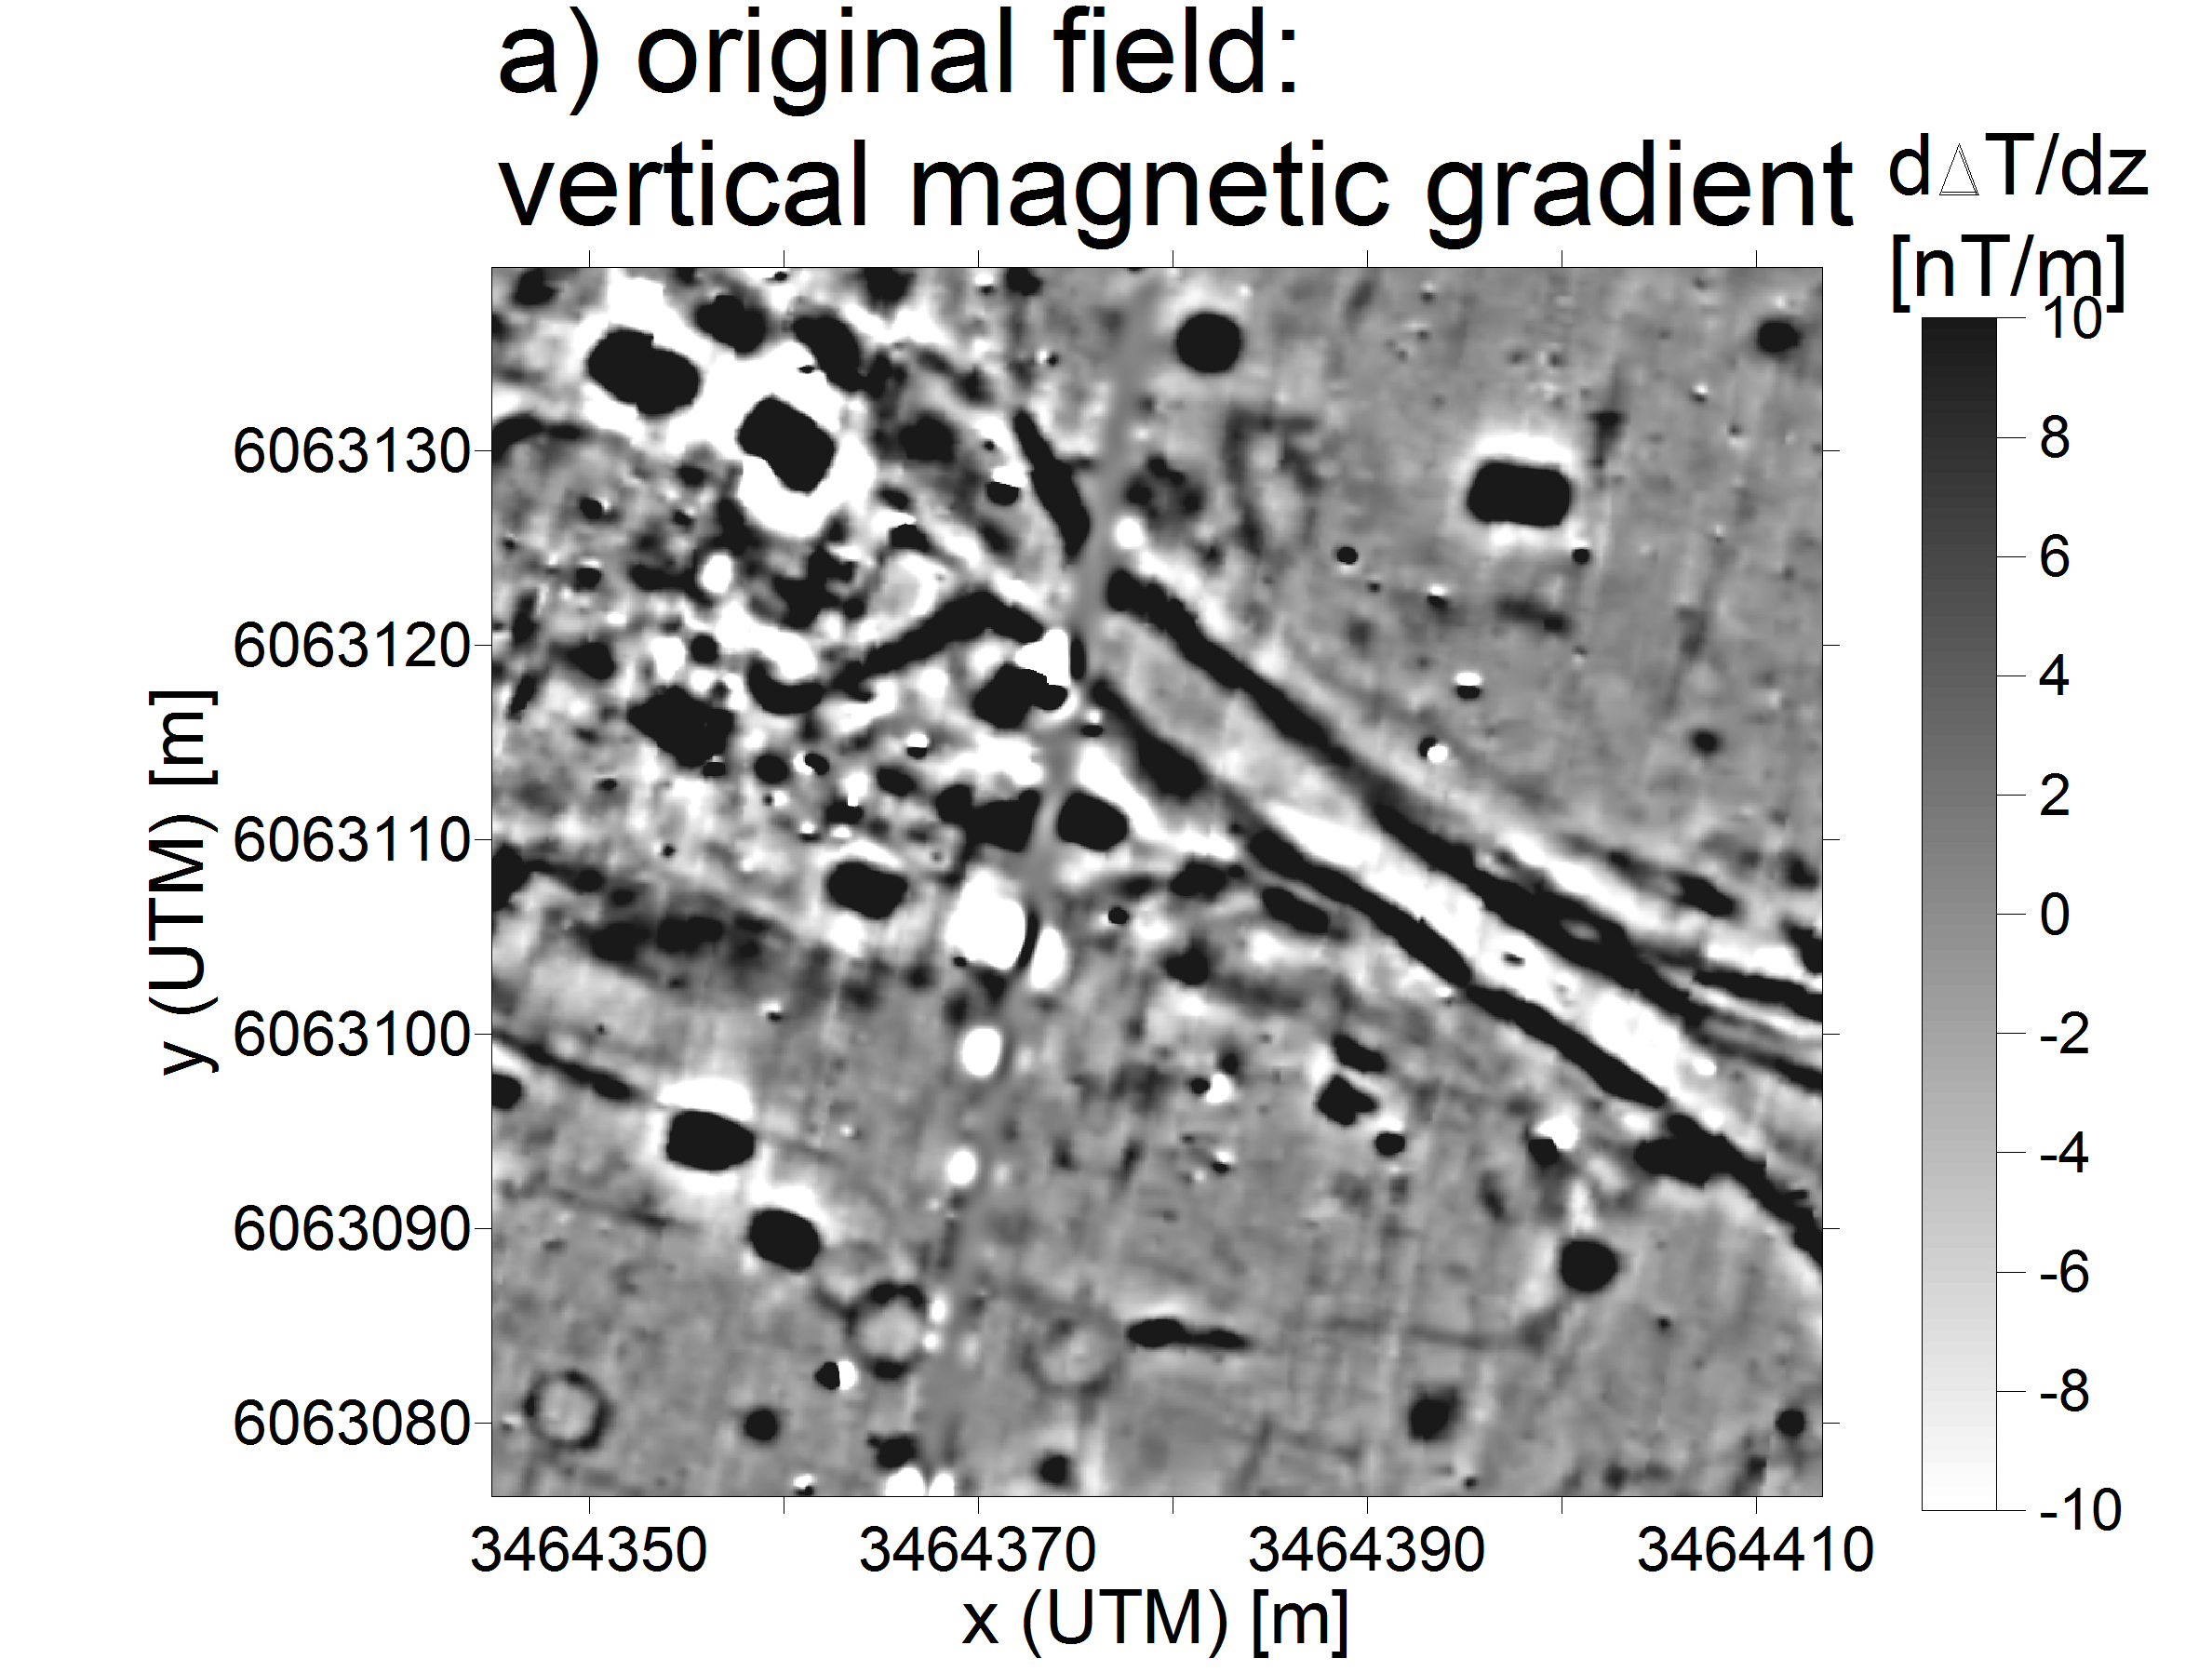 a) original field:
vertical magnetic gradient
dΔT/dz
[nT/m]
10
8
6
4
2
0
-2
-4
-6
-8
-10
6063130
6063120
6063110
6063100
6063090
6063080
y (UTM) [m]
3464350 3464370 3464390 3464410
x (UTM) [m]